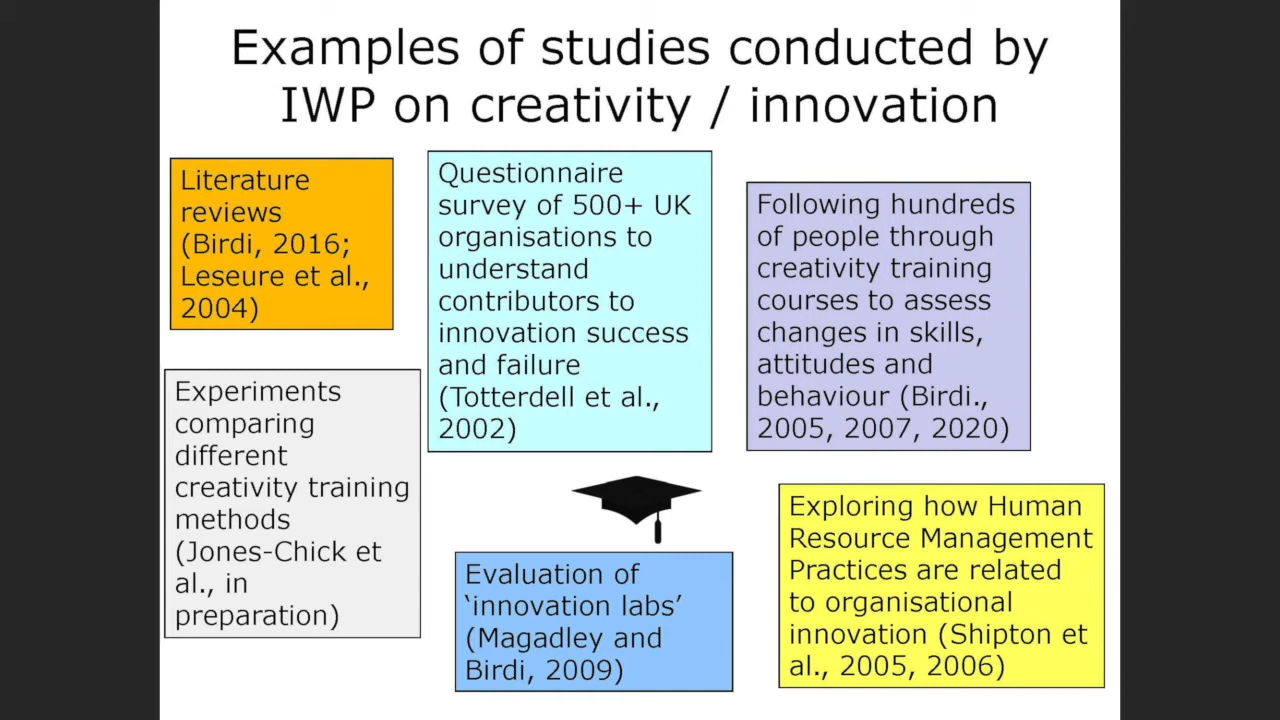 Examples of studies conducted by
IWP on creativity / innovation
Literature
reviews
(Birdi, 2016;
Leseure et al.,
2004)
Questionnaire
survey of 500+ UK
organisations to
understand
contributors to
innovation success
and failure
(Totterdell et al.,
2002)
Following hundreds
of people through
creativity training
courses to assess
changes in skills,
attitudes and
behaviour (Birdi.,
2005, 2007, 2020)
Experiments
comparing
different
creativity training
methods
(Jones-Chick et
al., in
preparation)
Evaluation of
‘innovation labs’
(Magadley and
Birdi, 2009)
Exploring how Human
Resource Management
Practices are related
to organisational
innovation (Shipton et
al., 2005, 2006)